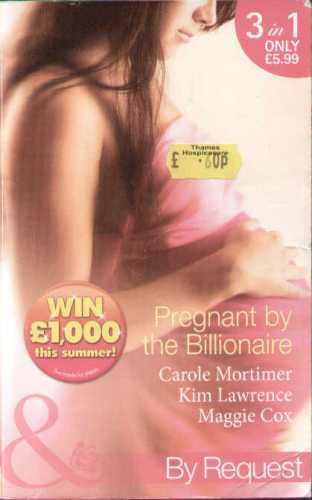 3 in 1
ONLY
£5.99
Thames
Hospicecare
£ .60P
WIN
£1,000
this summer!
Pregnant by
the Billionaire
Carole Mortimer
Kim Lawrence
Maggie Cox
&
By Request